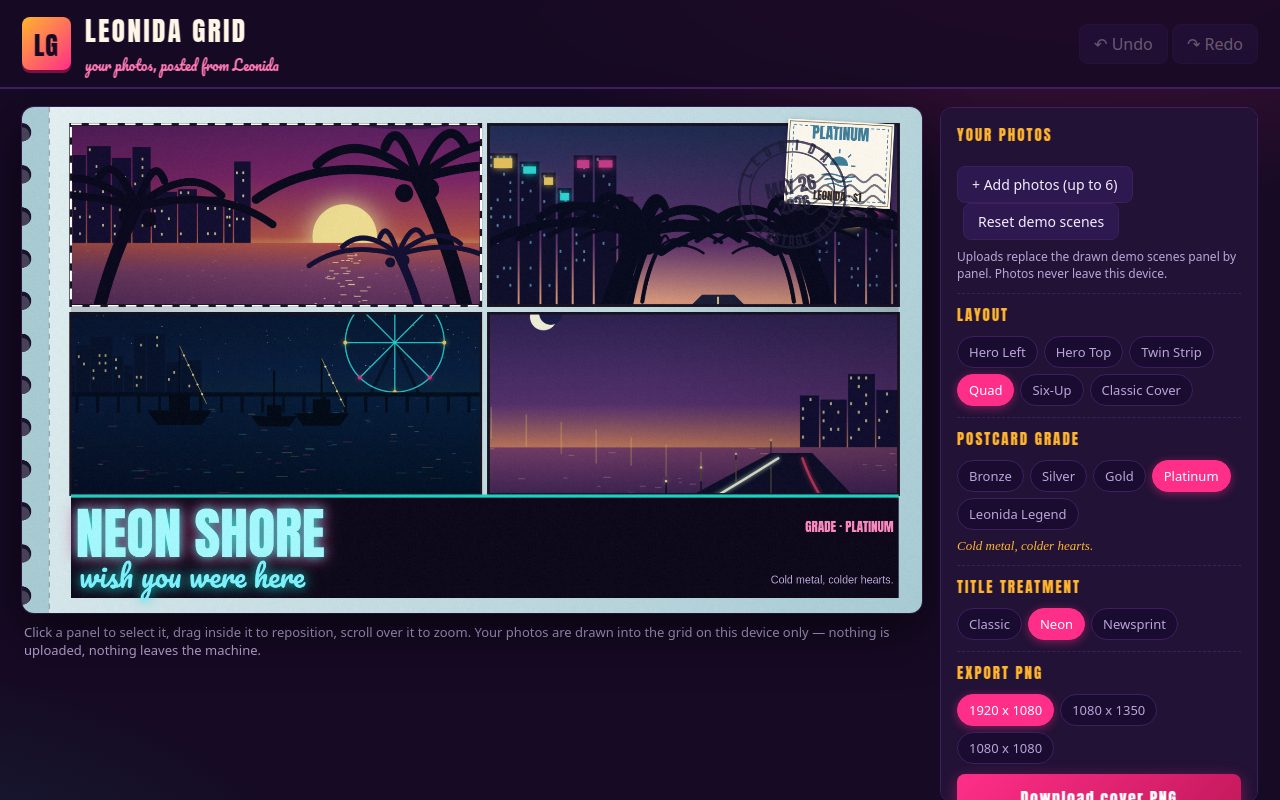 LG
LEONIDA GRID
your photos, posted from Leonida
↶ Undo
↷ Redo
PLATINUM
LEONIDA
MAY 26
LEONIDA · ST
NEON SHORE
wish you were here
GRADE · PLATINUM
Cold metal, colder hearts.
Click a panel to select it, drag inside it to reposition, scroll over it to zoom. Your photos are drawn into the grid on this device only — nothing is
uploaded, nothing leaves the machine.
YOUR PHOTOS
+ Add photos (up to 6)
Reset demo scenes
Uploads replace the drawn demo scenes panel by
panel. Photos never leave this device.
LAYOUT
Hero Left
Hero Top
Twin Strip
Quad
Six-Up
Classic Cover
POSTCARD GRADE
Bronze
Silver
Gold
Platinum
Leonida Legend
Cold metal, colder hearts.
TITLE TREATMENT
Classic
Neon
Newsprint
EXPORT PNG
1920 x 1080
1080 x 1350
1080 x 1080
Download cover PNG